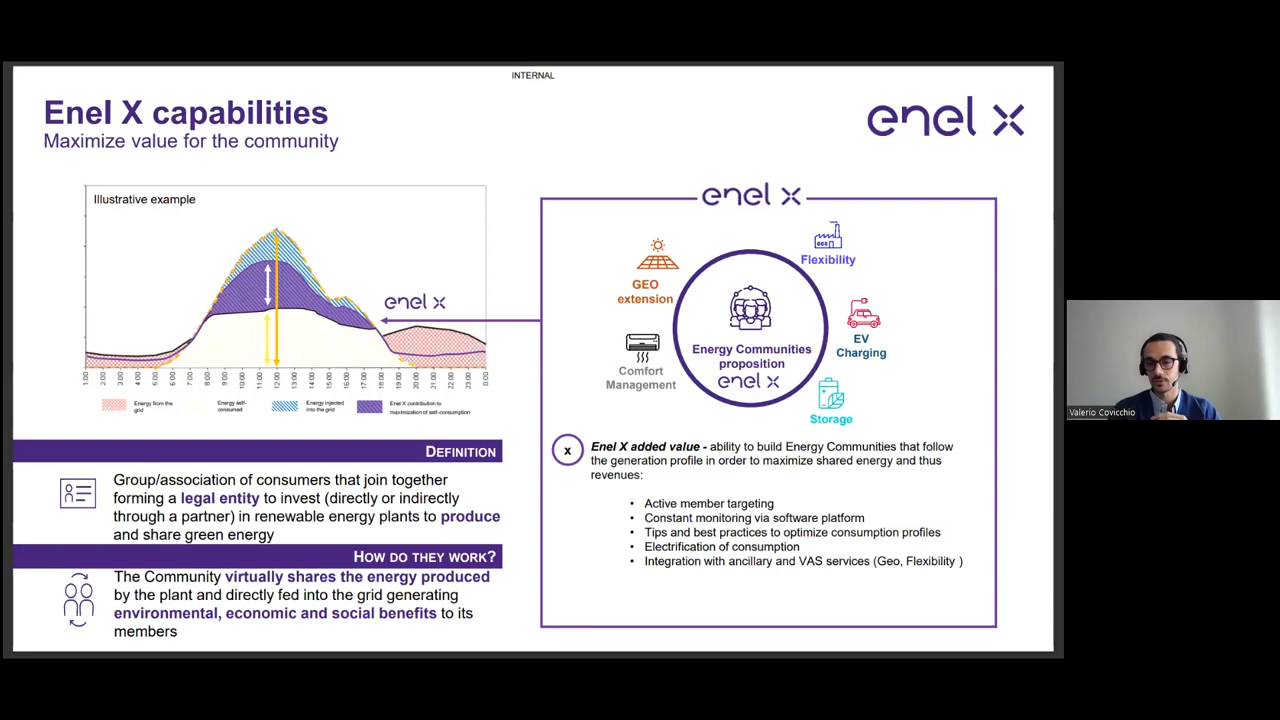 INTERNAL
Enel X capabilities
Maximize value for the community
enel x
Illustrative example
enel x
1:00
2:00
3:00
4:00
5:00
6:00
7:00
8:00
9:00
10:00
11:00
12:00
13:00
14:00
15:00
16:00
17:00
18:00
19:00
20:00
21:00
22:00
23:00
0:00
Energy from the
grid
Energy self-
consumed
Energy injected
into the grid
Enel X contribution to
maximization of self-consumption
DEFINITION
Group/association of consumers that join together
forming a legal entity to invest (directly or indirectly
through a partner) in renewable energy plants to produce
and share green energy
HOW DO THEY WORK?
The Community virtually shares the energy produced
by the plant and directly fed into the grid generating
environmental, economic and social benefits to its
members
enel x
GEO
extension
Flexibility
EV
Charging
Comfort
Management
Storage
Energy Communities
proposition
enel x
x
Enel X added value - ability to build Energy Communities that follow
the generation profile in order to maximize shared energy and thus
revenues:
• Active member targeting
• Constant monitoring via software platform
• Tips and best practices to optimize consumption profiles
• Electrification of consumption
• Integration with ancillary and VAS services (Geo, Flexibility )
Valerio Covicchio